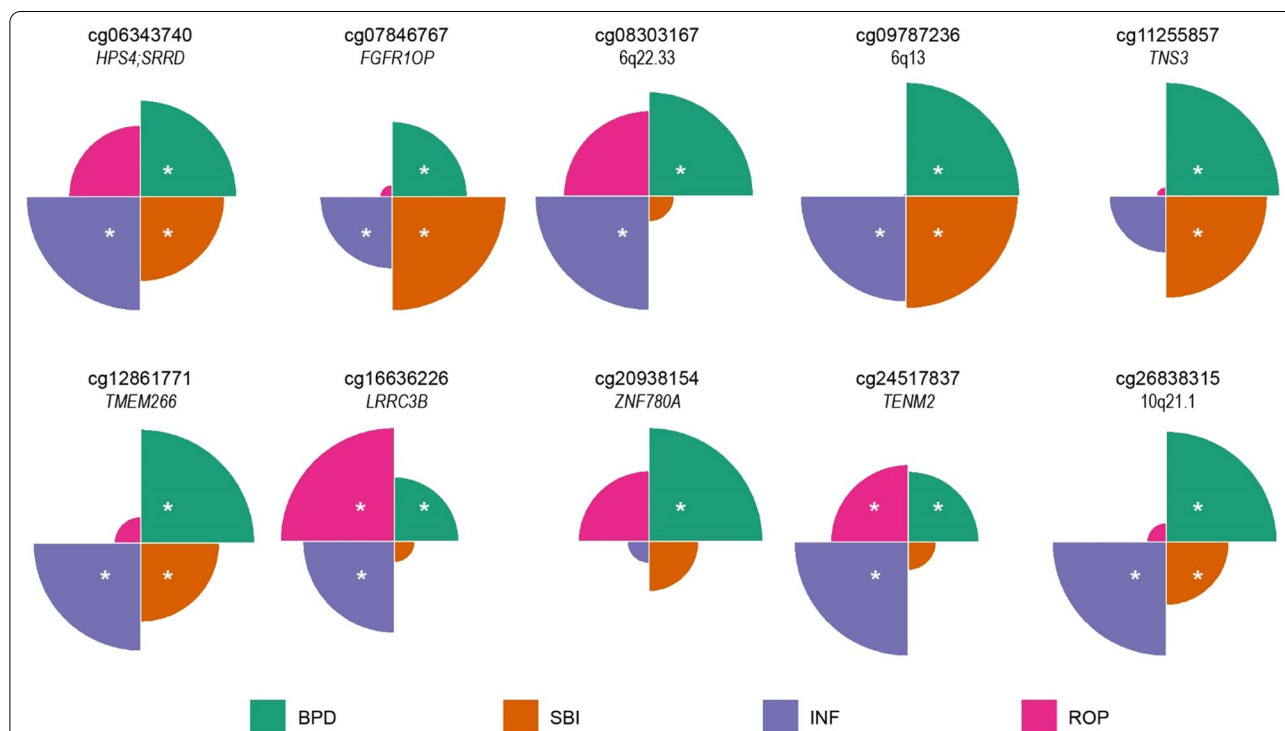 cg06343740 cg07846767 cg08303167 cg09787236 cg11255857
HPS4;SRRD FGFR1OP 6q22.33 6q13 TNS3
* * * * *
* * * * * * * *
cg12861771 cg16636226 cg20938154 cg24517837 cg26838315
TMEM266 LRRC3B ZNF780A TENM2 10q21.1
* * * * * * *
* * * * * *
BPD SBI INF ROP